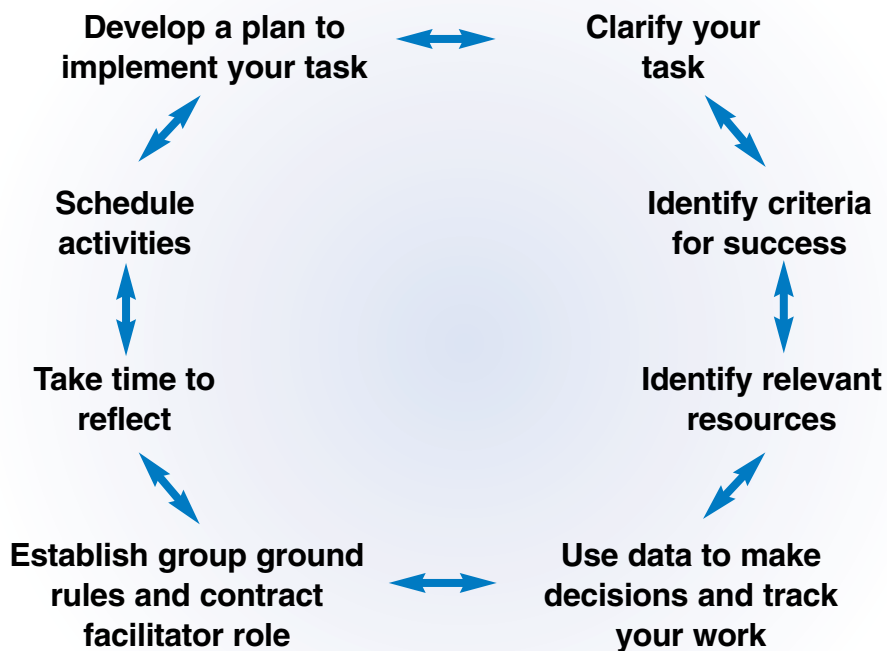 Develop a plan to
implement your task
Clarify your
task
Schedule
activities
Identify criteria
for success
Take time to
reflect
Identify relevant
resources
Establish group ground
rules and contract
facilitator role
Use data to make
decisions and track
your work